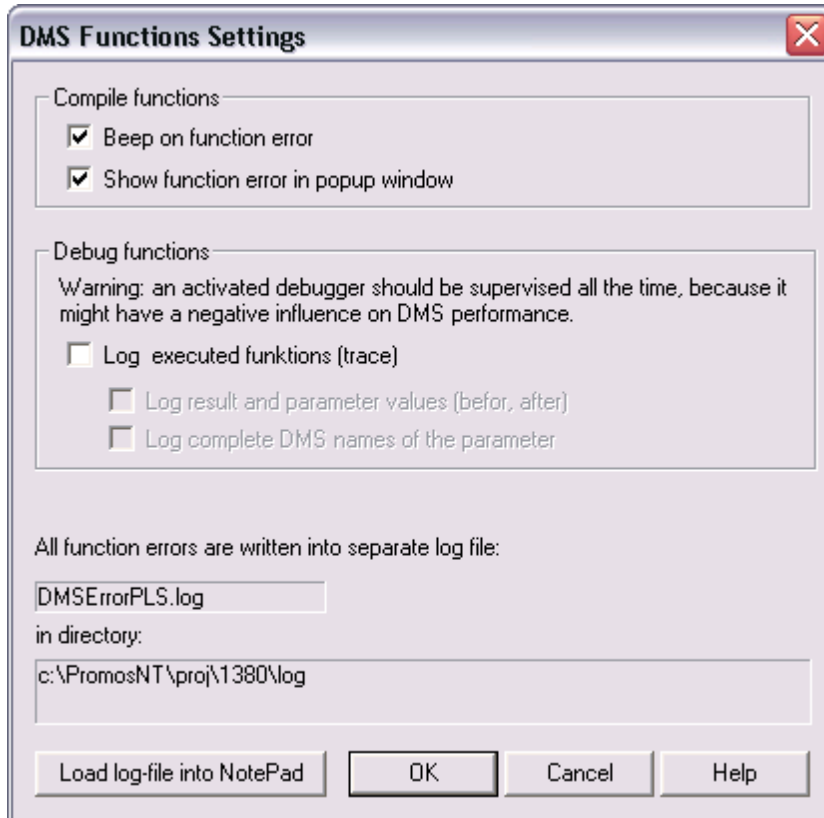 DMS Functions Settings
Compile functions
Beep on function error
Show function error in popup window
Debug functions
Warning: an activated debugger should be supervised all the time, because it
might have a negative influence on DMS performance.
Log executed funktions (trace)
Log result and parameter values (befor, after)
Log complete DMS names of the parameter
All function errors are written into separate log file:
DMSErrorPLS.log
in directory:
c:\PromosNT\proj\1380\log
Load log-file into NotePad OK Cancel Help